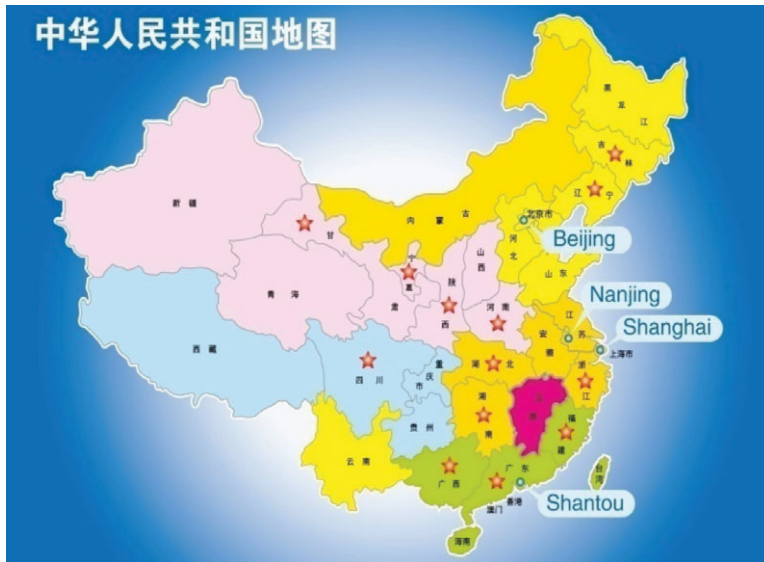 中华人民共和国地图
黑龙江
吉林
辽宁
内蒙古
新疆
北京市
Beijing
甘肃
河北
山西
宁夏
山东
陕西
青海
Nanjing
河南
江苏
Shanghai
安徽
上海市
西藏
四川
重庆市
湖北
浙江
湖南
福建
贵州
云南
广西
广东
台湾
Shantou
香港
澳门
海南